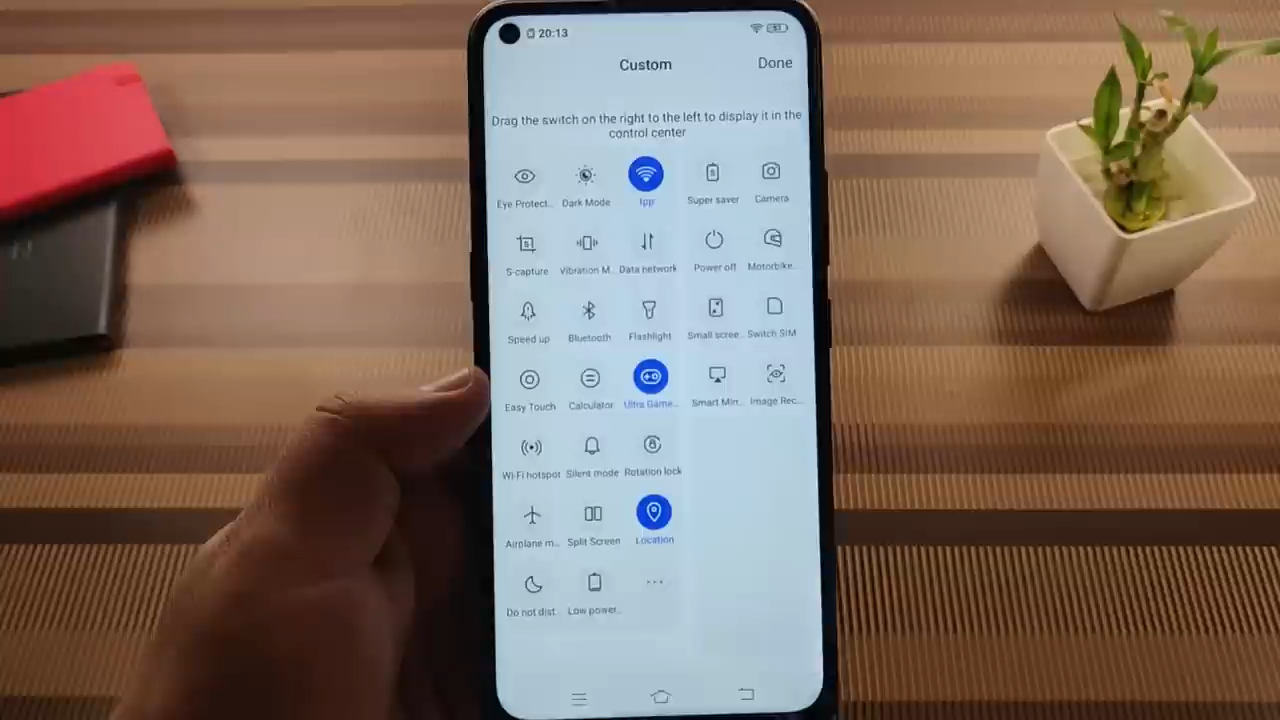 20:13
Custom
Done
Drag the switch on the right to the left to display it in the
control center
Eye Protect... Dark Mode Ipp Super saver Camera
S-capture Vibration M... Data network Power off Motorbike...
Speed up Bluetooth Flashlight Small scree... Switch SIM
Easy Touch Calculator Ultra Game... Smart Mirr... Image Rec...
Wi-Fi hotspot Silent mode Rotation lock
Airplane m... Split Screen Location
Do not dist... Low power...